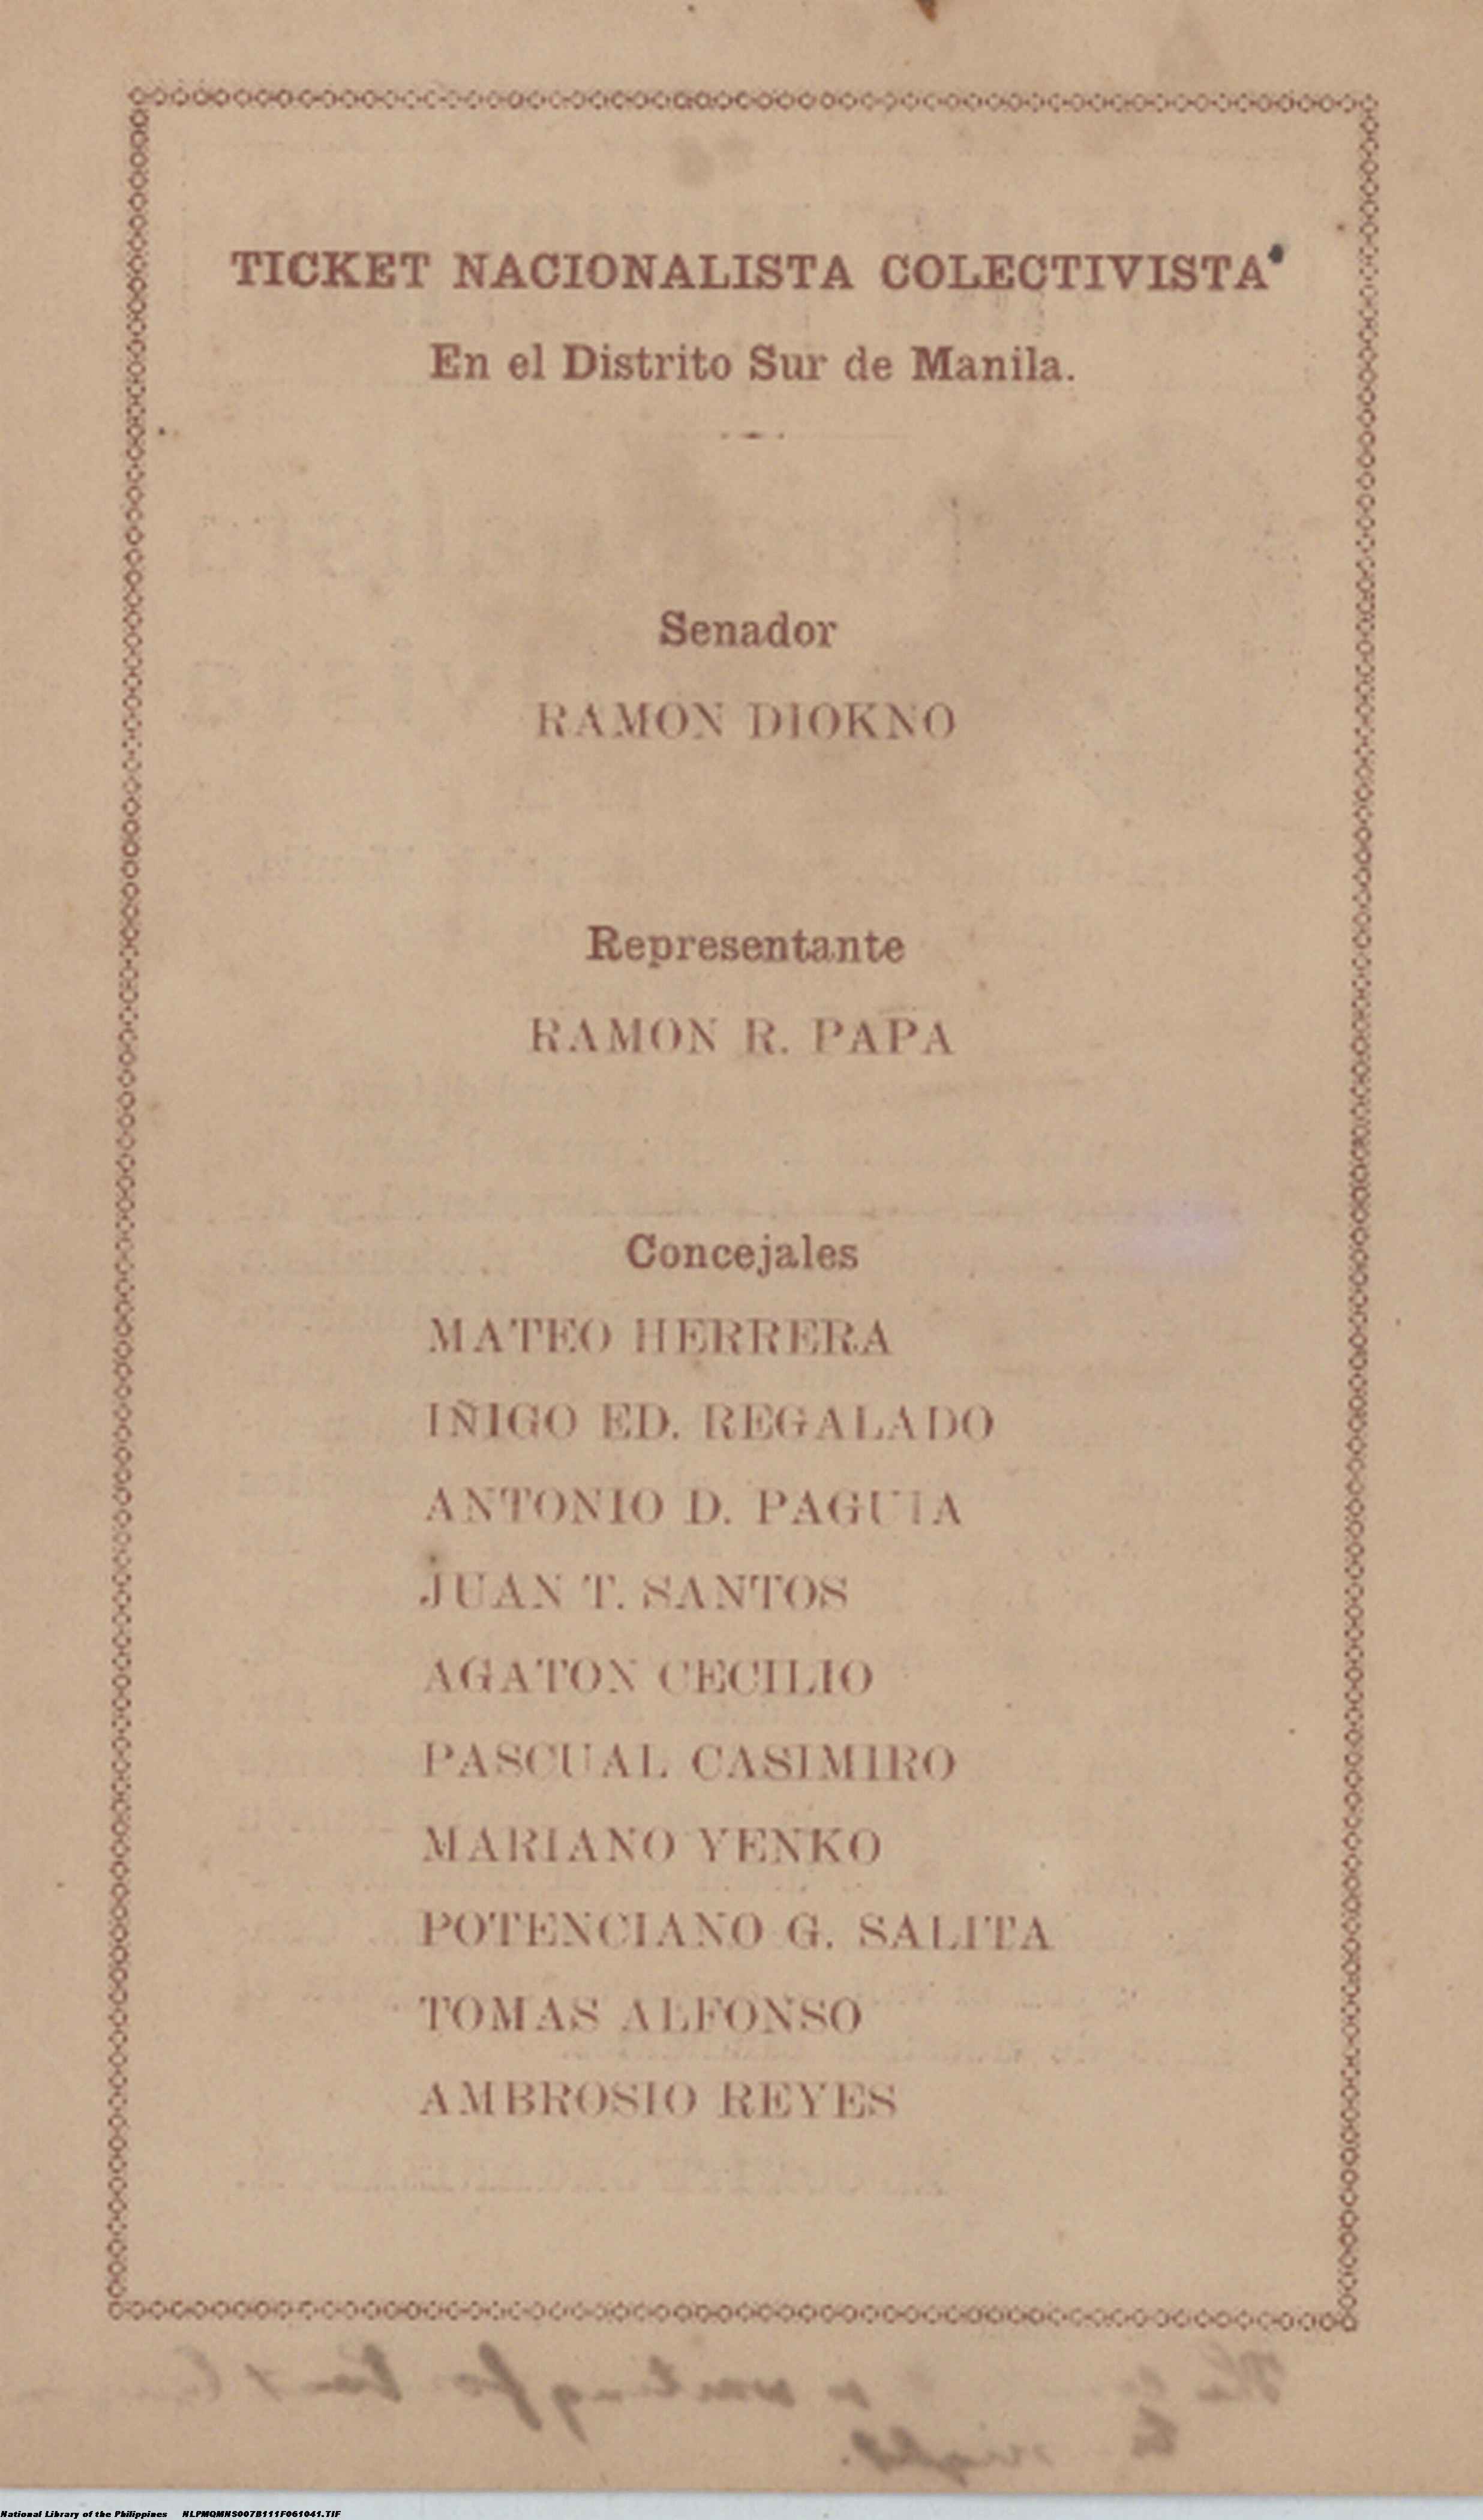 TICKET NACIONALISTA COLECTIVISTA
En el Distrito Sur de Manila.
Senador
RAMON DIOKNO
Representante
RAMON R. PAPA
Concejales
MATEO HERRERA
IÑIGO ED. REGALADO
ANTONIO D. PAGUIA
JUAN T. SANTOS
AGATON CECILIO
PASCUAL CASIMIRO
MARIANO YENKO
POTENCIANO G. SALITA
TOMAS ALFONSO
AMBROSIO REYES
National Library of the Philippines NLPMQMNS007B111F061041.TIF